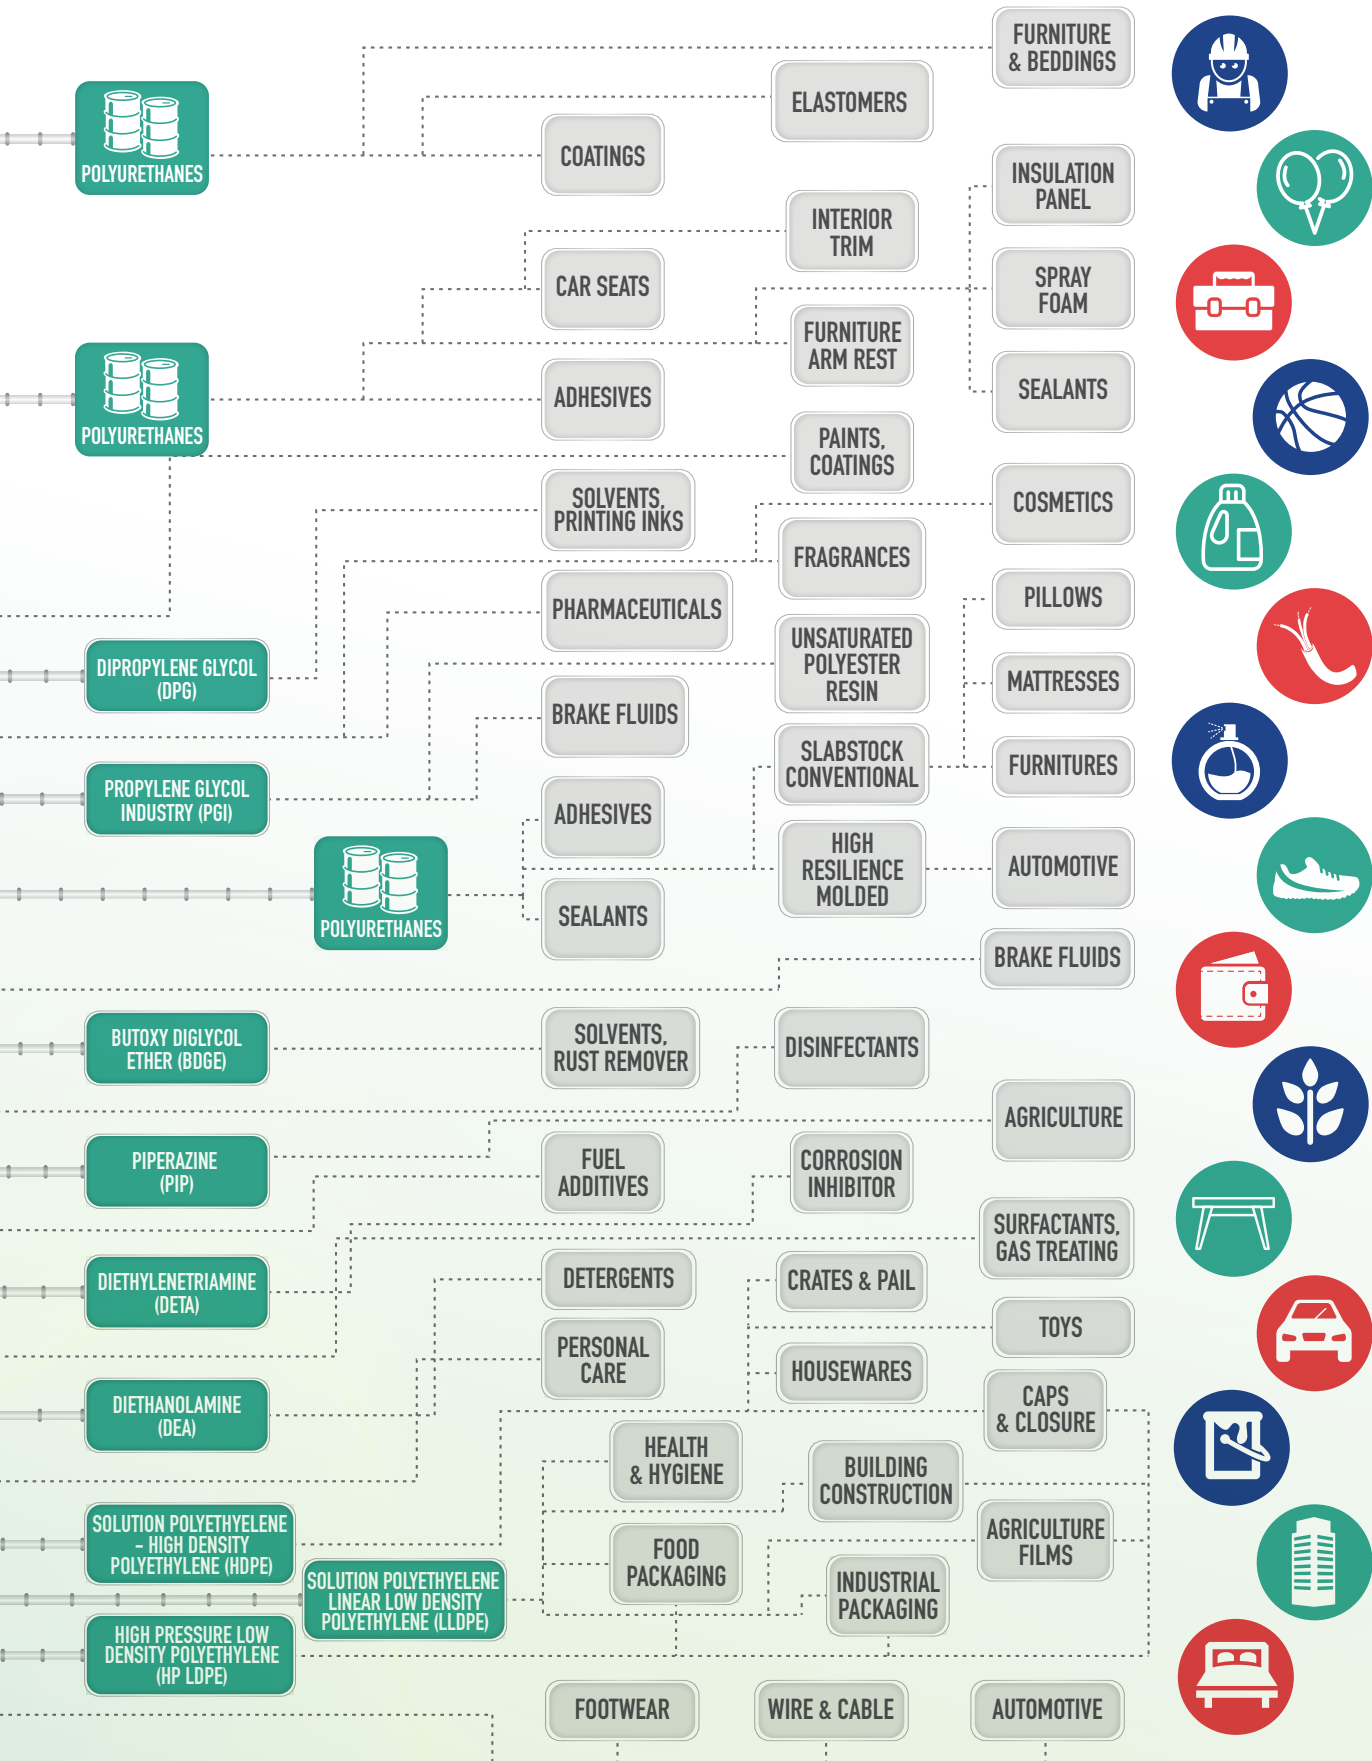 FURNITURE
& BEDDINGS
ELASTOMERS
COATINGS
POLYURETHANES
INSULATION
PANEL
INTERIOR
TRIM
CAR SEATS
SPRAY
FOAM
FURNITURE
ARM REST
ADHESIVES
SEALANTS
POLYURETHANES
PAINTS,
COATINGS
SOLVENTS,
PRINTING INKS
COSMETICS
FRAGRANCES
PHARMACEUTICALS
PILLOWS
UNSATURATED
POLYESTER
RESIN
DIPROPYLENE GLYCOL
(DPG)
MATTRESSES
BRAKE FLUIDS
SLABSTOCK
CONVENTIONAL
FURNITURES
PROPYLENE GLYCOL
INDUSTRY (PGI)
ADHESIVES
HIGH
RESILIENCE
MOLDED
AUTOMOTIVE
SEALANTS
POLYURETHANES
BRAKE FLUIDS
BUTOXY DIGLYCOL
ETHER (BDGE)
SOLVENTS,
RUST REMOVER
DISINFECTANTS
AGRICULTURE
PIPERAZINE
(PIP)
FUEL
ADDITIVES
CORROSION
INHIBITOR
SURFACTANTS,
GAS TREATING
DIETHYLENETRIAMINE
(DETA)
DETERGENTS
CRATES & PAIL
TOYS
PERSONAL
CARE
HOUSEWARES
DIETHANOLAMINE
(DEA)
CAPS
& CLOSURE
HEALTH
& HYGIENE
BUILDING
CONSTRUCTION
SOLUTION POLYETHYELENE
- HIGH DENSITY
POLYETHYLENE (HDPE)
FOOD
PACKAGING
AGRICULTURE
FILMS
SOLUTION POLYETHYELENE
LINEAR LOW DENSITY
POLYETHYLENE (LLDPE)
INDUSTRIAL
PACKAGING
HIGH PRESSURE LOW
DENSITY POLYETHYLENE
(HP LDPE)
FOOTWEAR
WIRE & CABLE
AUTOMOTIVE